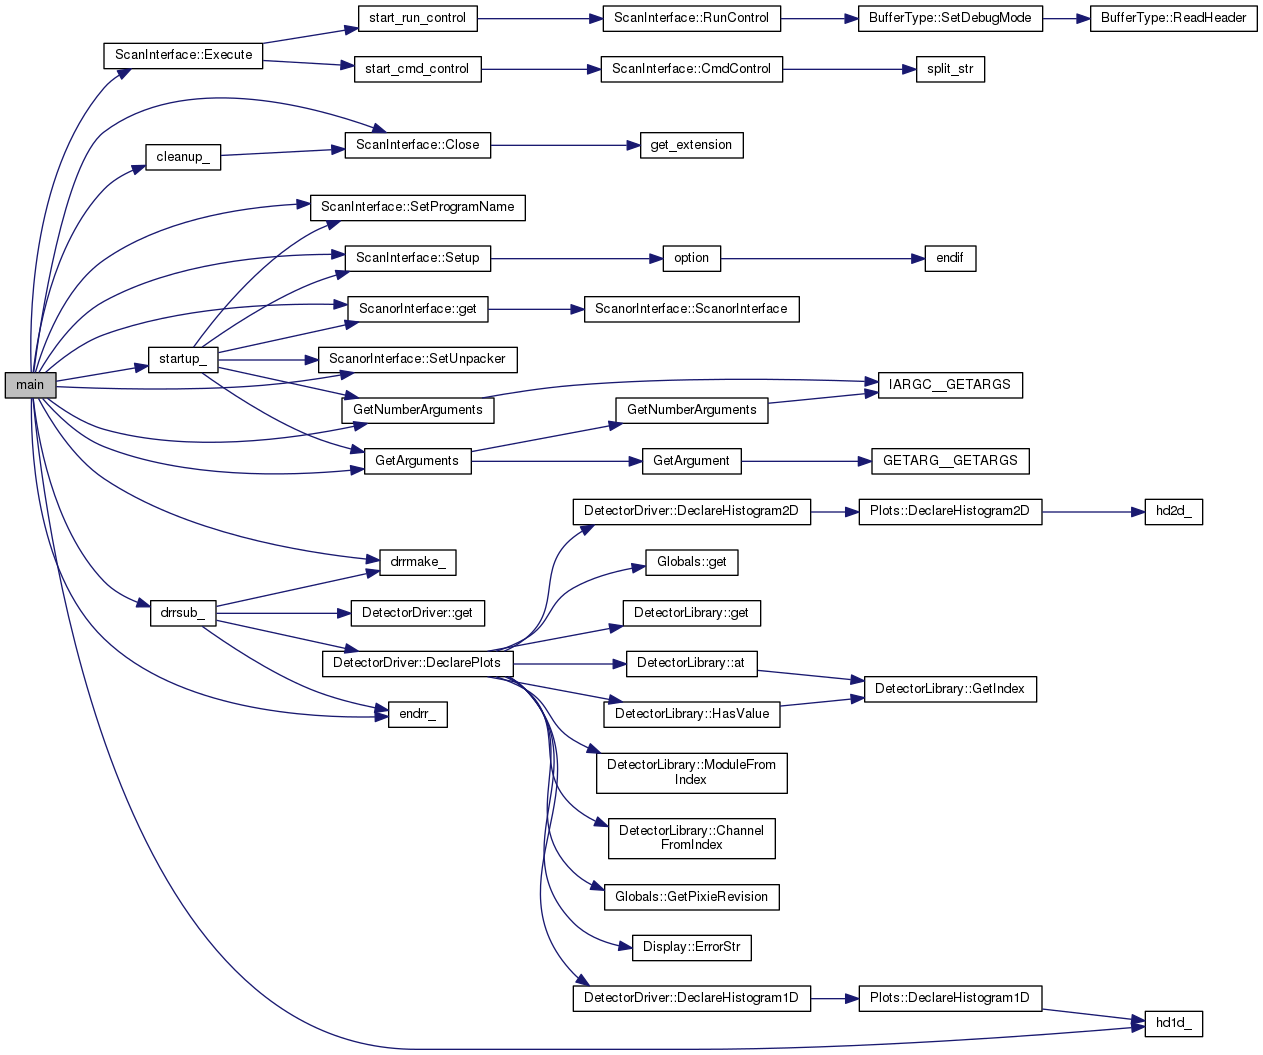 start_run_control
ScanInterface::RunControl
BufferType::SetDebugMode
BufferType::ReadHeader
ScanInterface::Execute
start_cmd_control
ScanInterface::CmdControl
split_str
ScanInterface::Close
get_extension
cleanup_
ScanInterface::SetProgramName
ScanInterface::Setup
option
endif
ScanorInterface::get
ScanorInterface::ScanorInterface
startup_
ScanorInterface::SetUnpacker
main
IARGC__GETARGS
GetNumberArguments
GetNumberArguments
GetArguments
GetArgument
GETARG__GETARGS
DetectorDriver::DeclareHistogram2D
Plots::DeclareHistogram2D
hd2d_
drrmake_
Globals::get
drrsub_
DetectorDriver::get
DetectorLibrary::get
DetectorDriver::DeclarePlots
DetectorLibrary::at
DetectorLibrary::GetIndex
endrr_
DetectorLibrary::HasValue
DetectorLibrary::ModuleFrom
Index
DetectorLibrary::Channel
FromIndex
Globals::GetPixieRevision
Display::ErrorStr
DetectorDriver::DeclareHistogram1D
Plots::DeclareHistogram1D
hd1d_